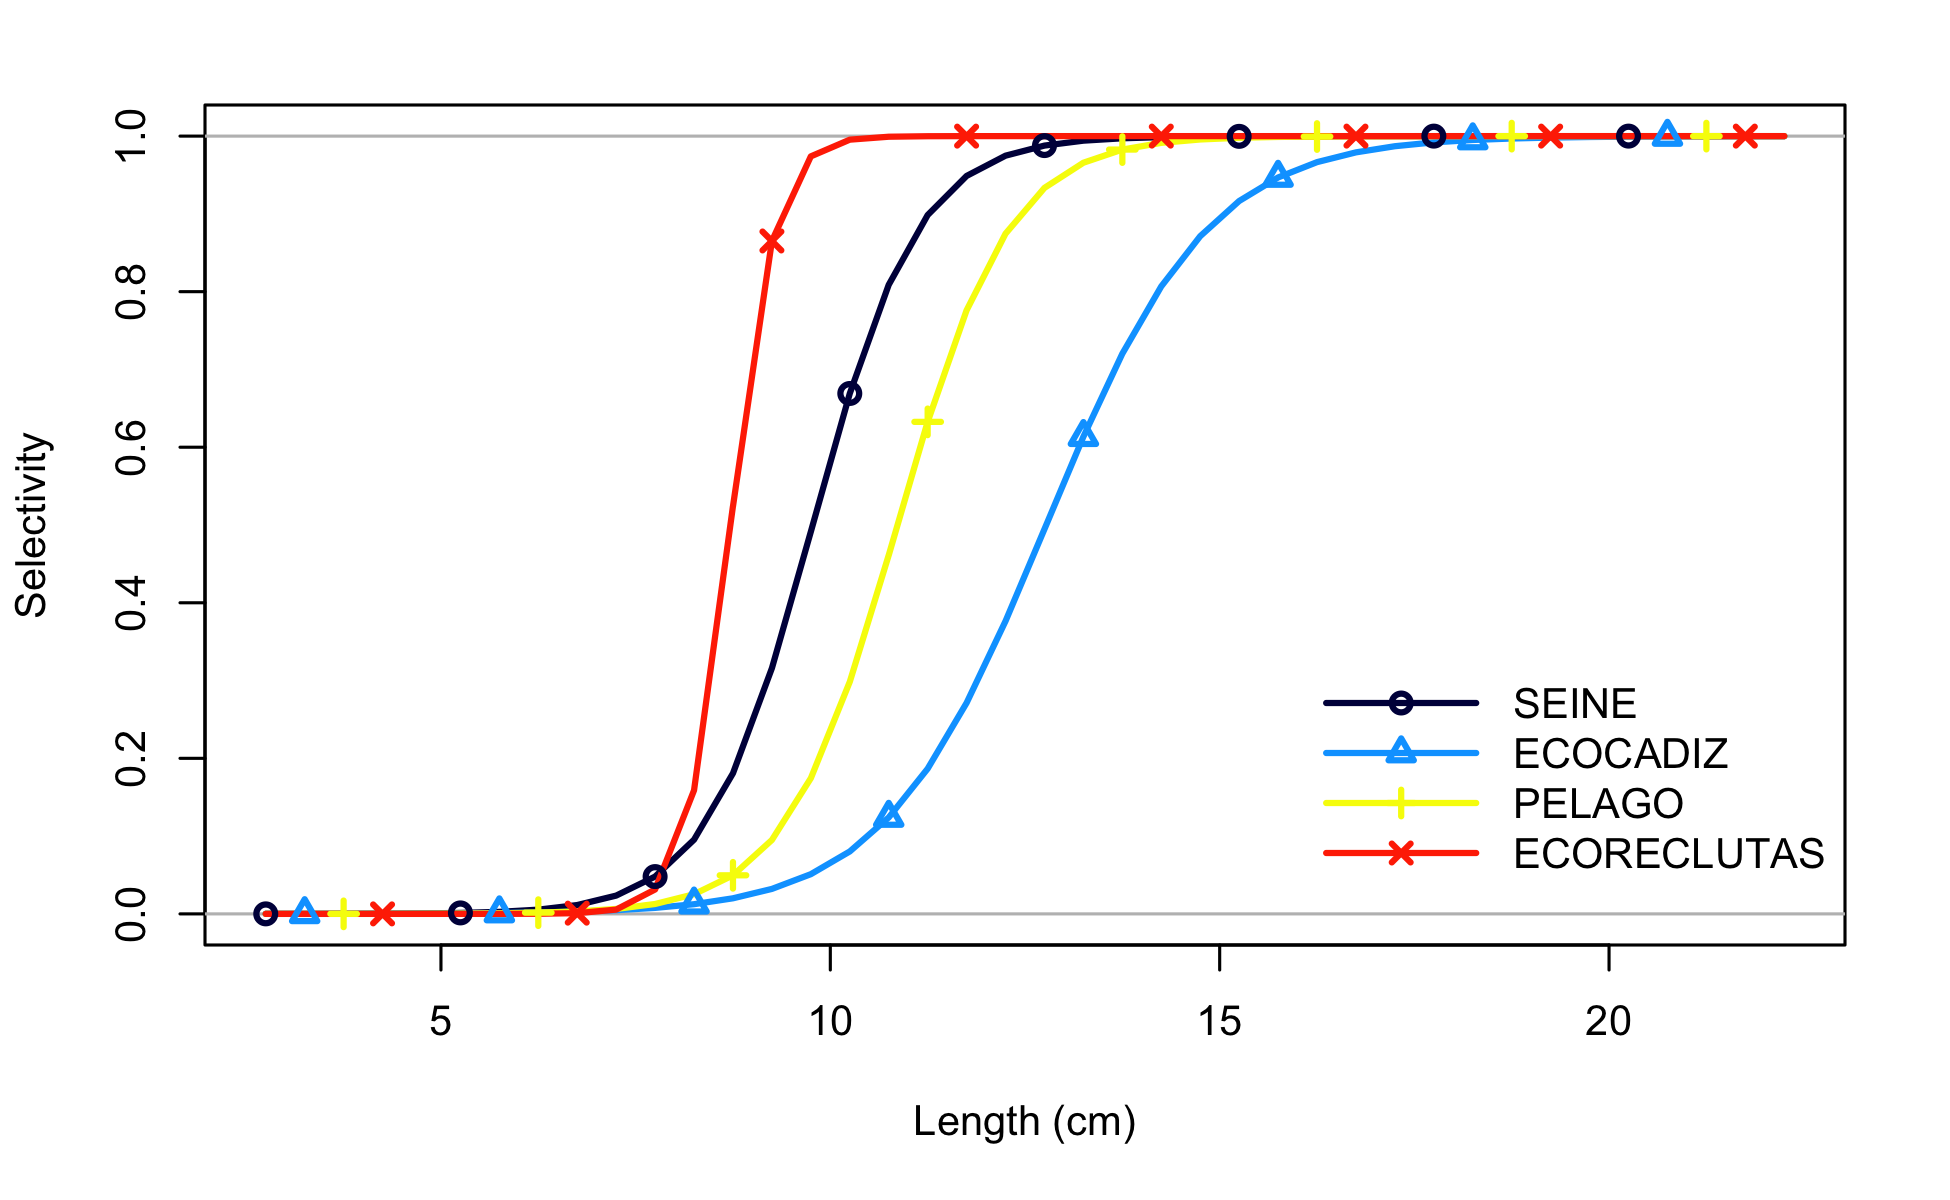 Selectivity
1.0
0.8
0.6
0.4
0.2
0.0
SEINE
ECOCADIZ
PELAGO
ECORECLUTAS
5 10 15 20
Length (cm)